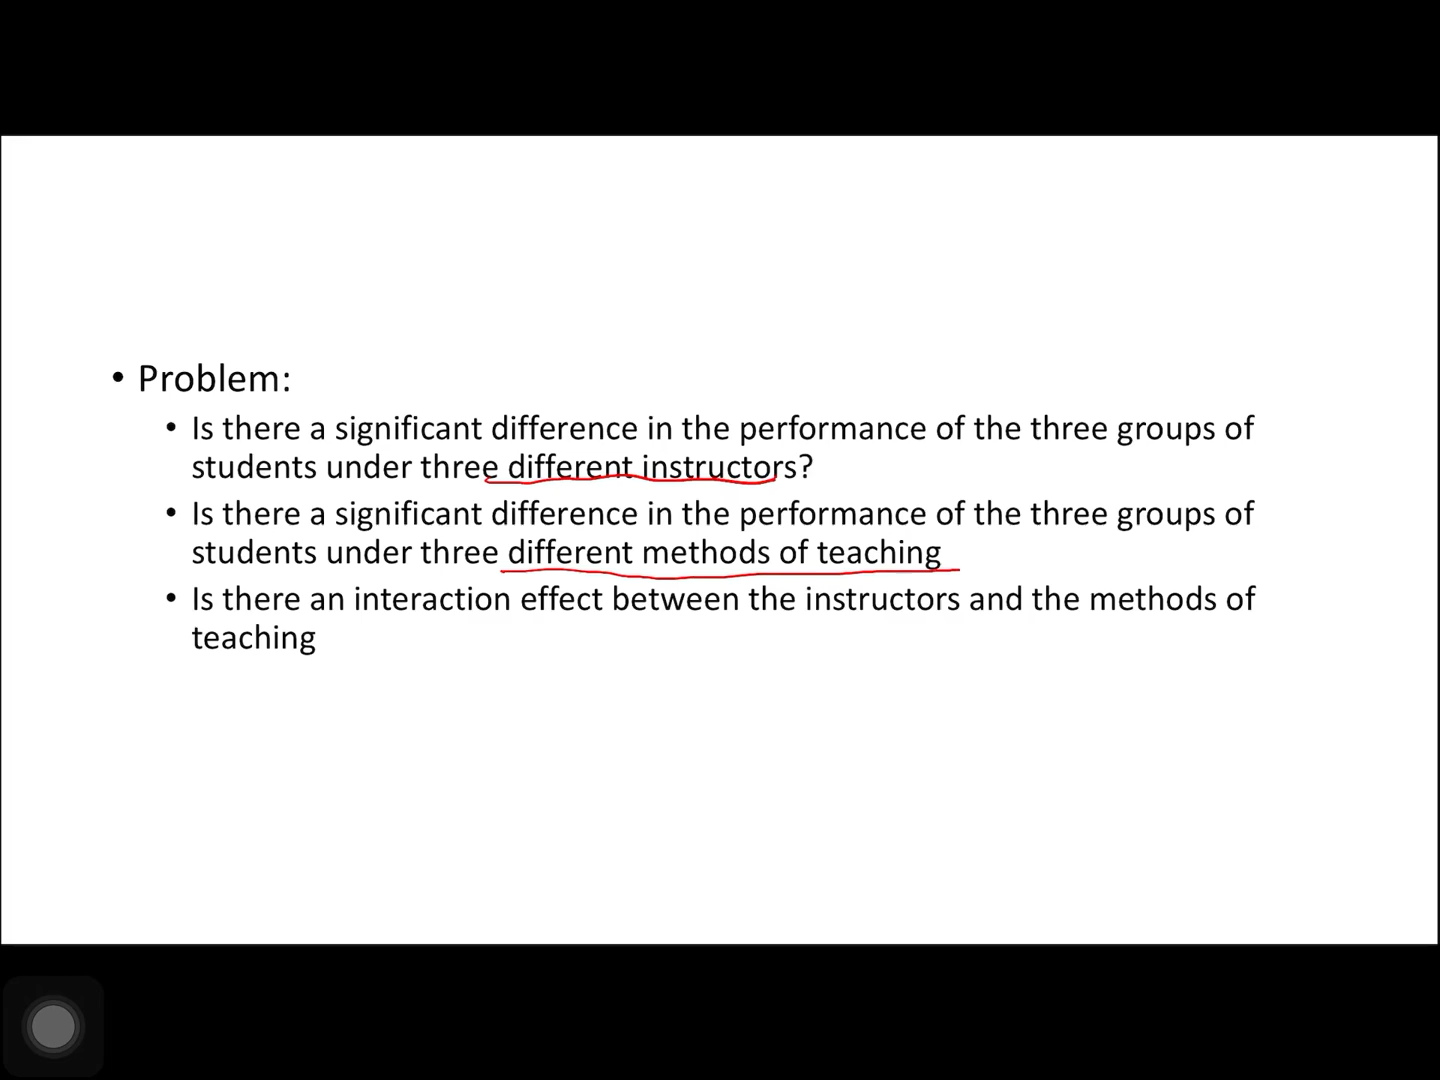 • Problem:
• Is there a significant difference in the performance of the three groups of
students under three different instructors?
• Is there a significant difference in the performance of the three groups of
students under three different methods of teaching
• Is there an interaction effect between the instructors and the methods of
teaching